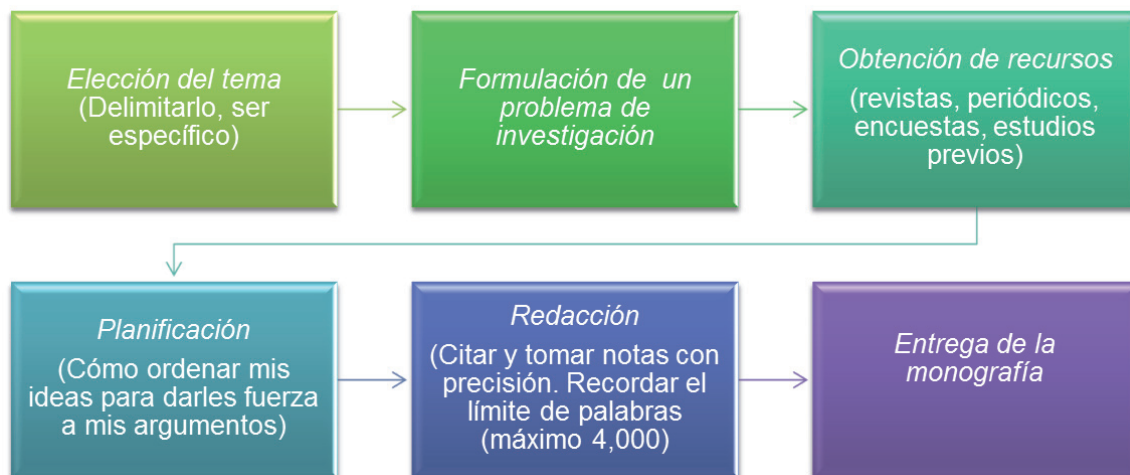 Elección del tema
(Delimitarlo, ser
específico)
Formulación de un
problema de
investigación
Obtención de recursos
(revistas, periódicos,
encuestas, estudios
previos)
Planificación
(Cómo ordenar mis
ideas para darles fuerza
a mis argumentos)
Redacción
(Citar y tomar notas con
precisión. Recordar el
límite de palabras
(máximo 4,000)
Entrega de la
monografía